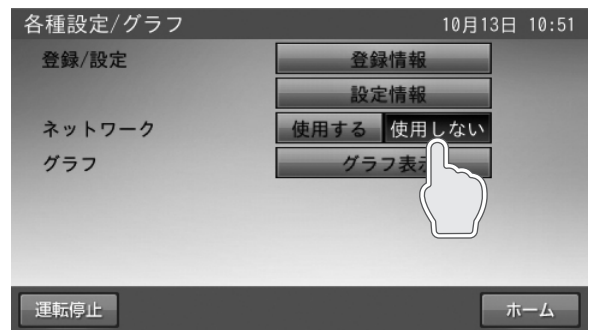 各種設定/グラフ 10月13日 10:51
登録/設定 登録情報
設定情報
ネットワーク 使用する 使用しない
グラフ グラフ表
運転停止 ホーム